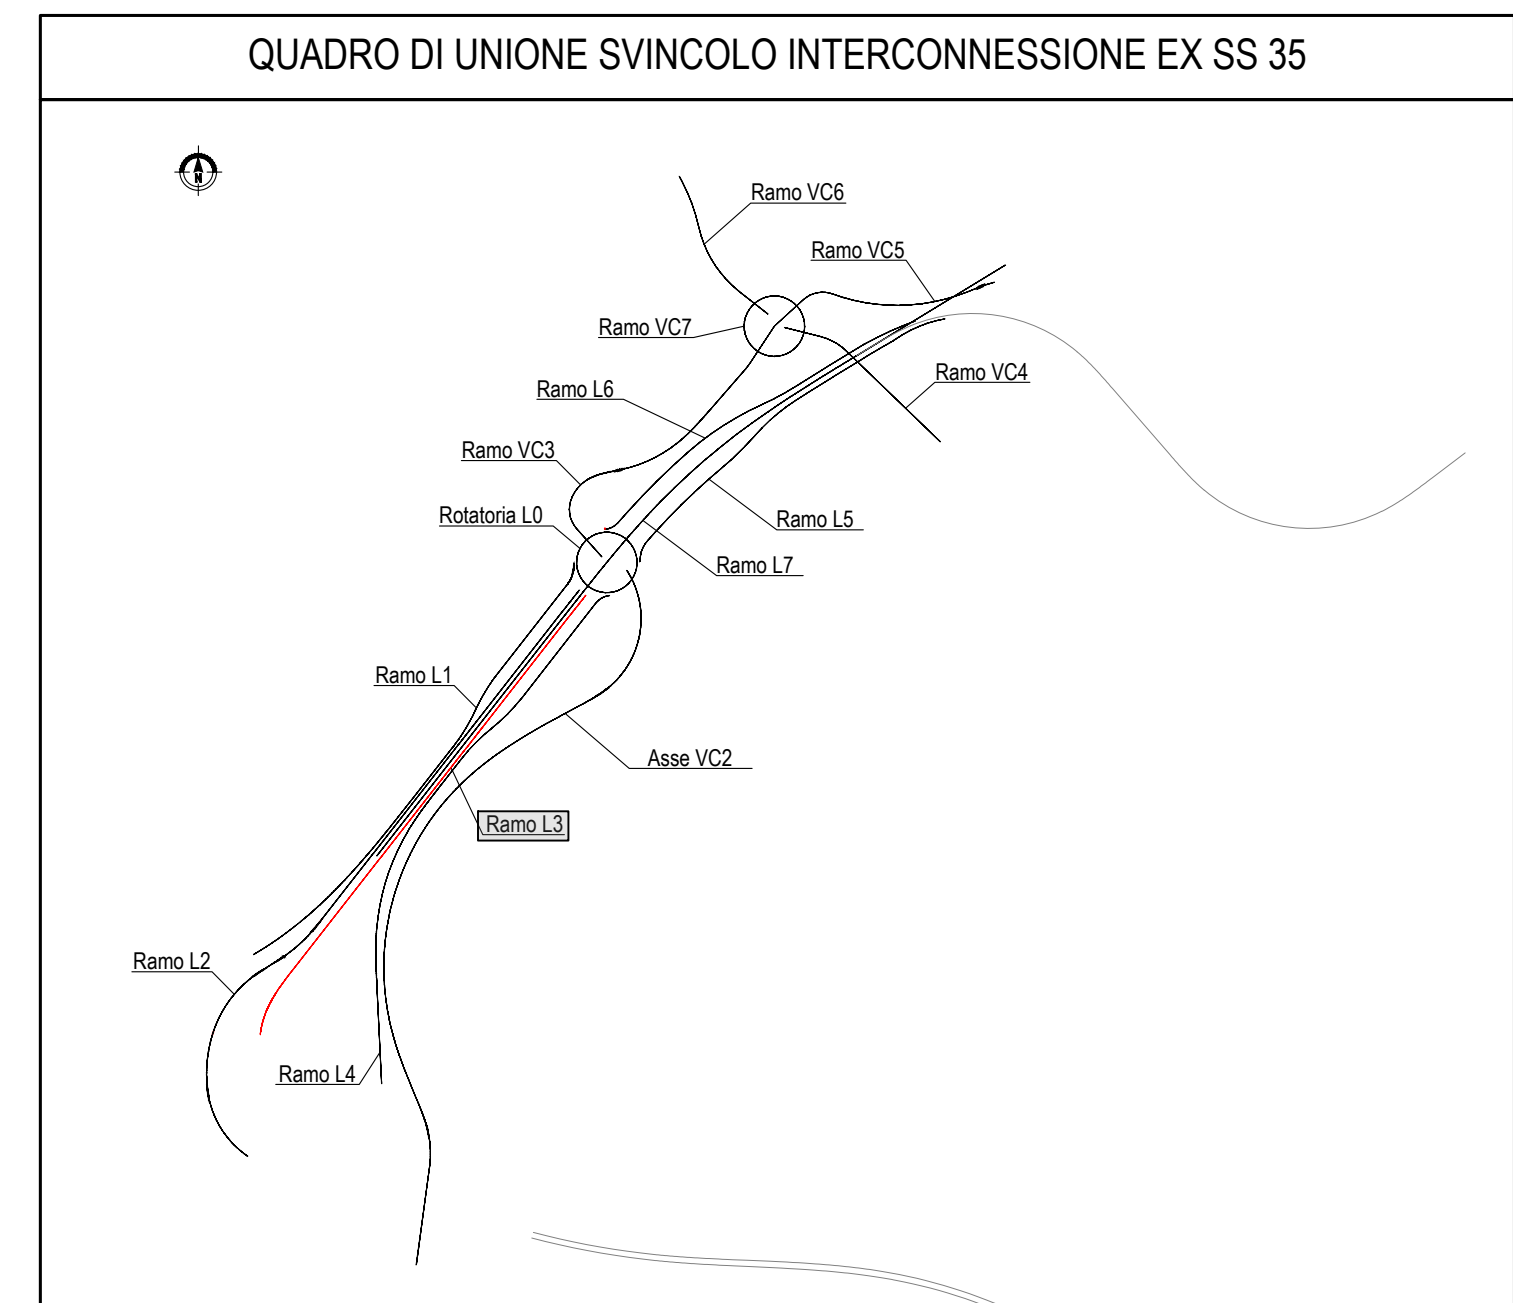 QUADRO DI UNIONE SVINCOLO INTERCONNESSIONE EX SS 35
N
Ramo VC6
Ramo VC5
Ramo VC7
Ramo VC4
Ramo L6
Ramo VC3
Rotatoria L0
Ramo L5
Ramo L7
Ramo L1
Asse VC2
Ramo L3
Ramo L2
Ramo L4